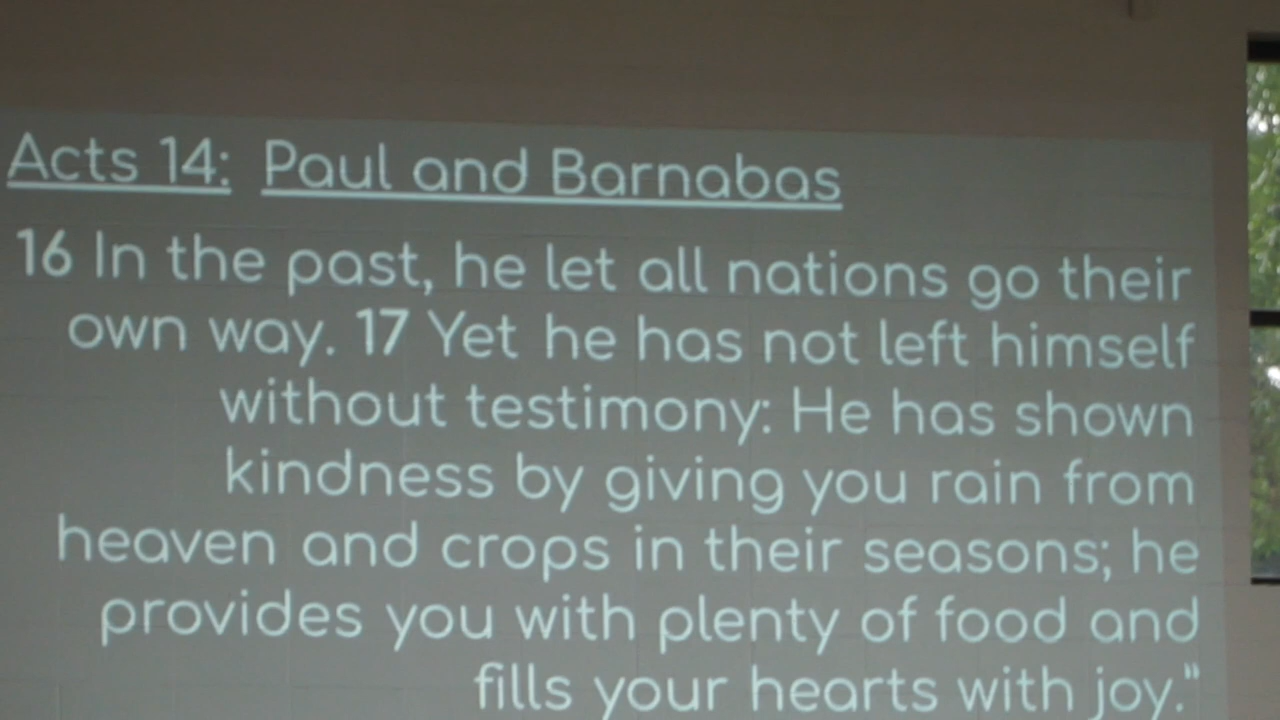 Acts 14: Paul and Barnabas
16 In the past, he let all nations go their
own way. 17 Yet he has not left himself
without testimony: He has shown
kindness by giving you rain from
heaven and crops in their seasons; he
provides you with plenty of food and
fills your hearts with joy."